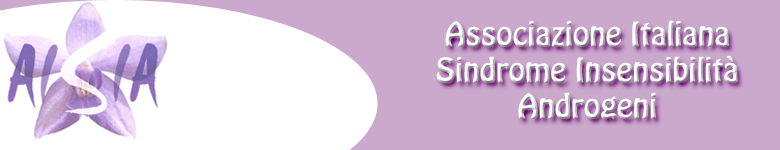 AISIA
Associazione Italiana
Sindrome Insensibilità
Androgeni